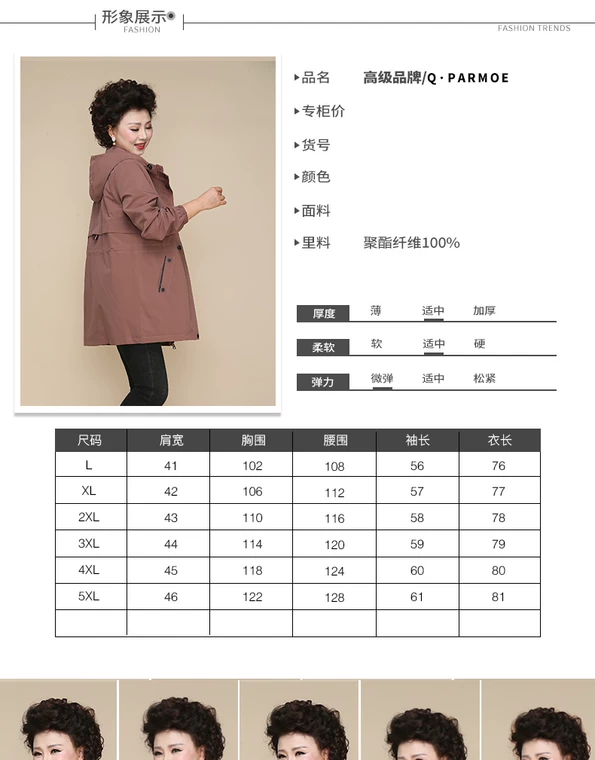 形象展示
FASHION
FASHION TRENDS
品名 高级品牌/Q·PARMOE
专柜价
货号
颜色
面料
里料 聚酯纤维100%
厚度 薄 适中 加厚
柔软 软 适中 硬
弹力 微弹 适中 松紧
尺码 肩宽 胸围 腰围 袖长 衣长
L 41 102 108 56 76
XL 42 106 112 57 77
2XL 43 110 116 58 78
3XL 44 114 120 59 79
4XL 45 118 124 60 80
5XL 46 122 128 61 81